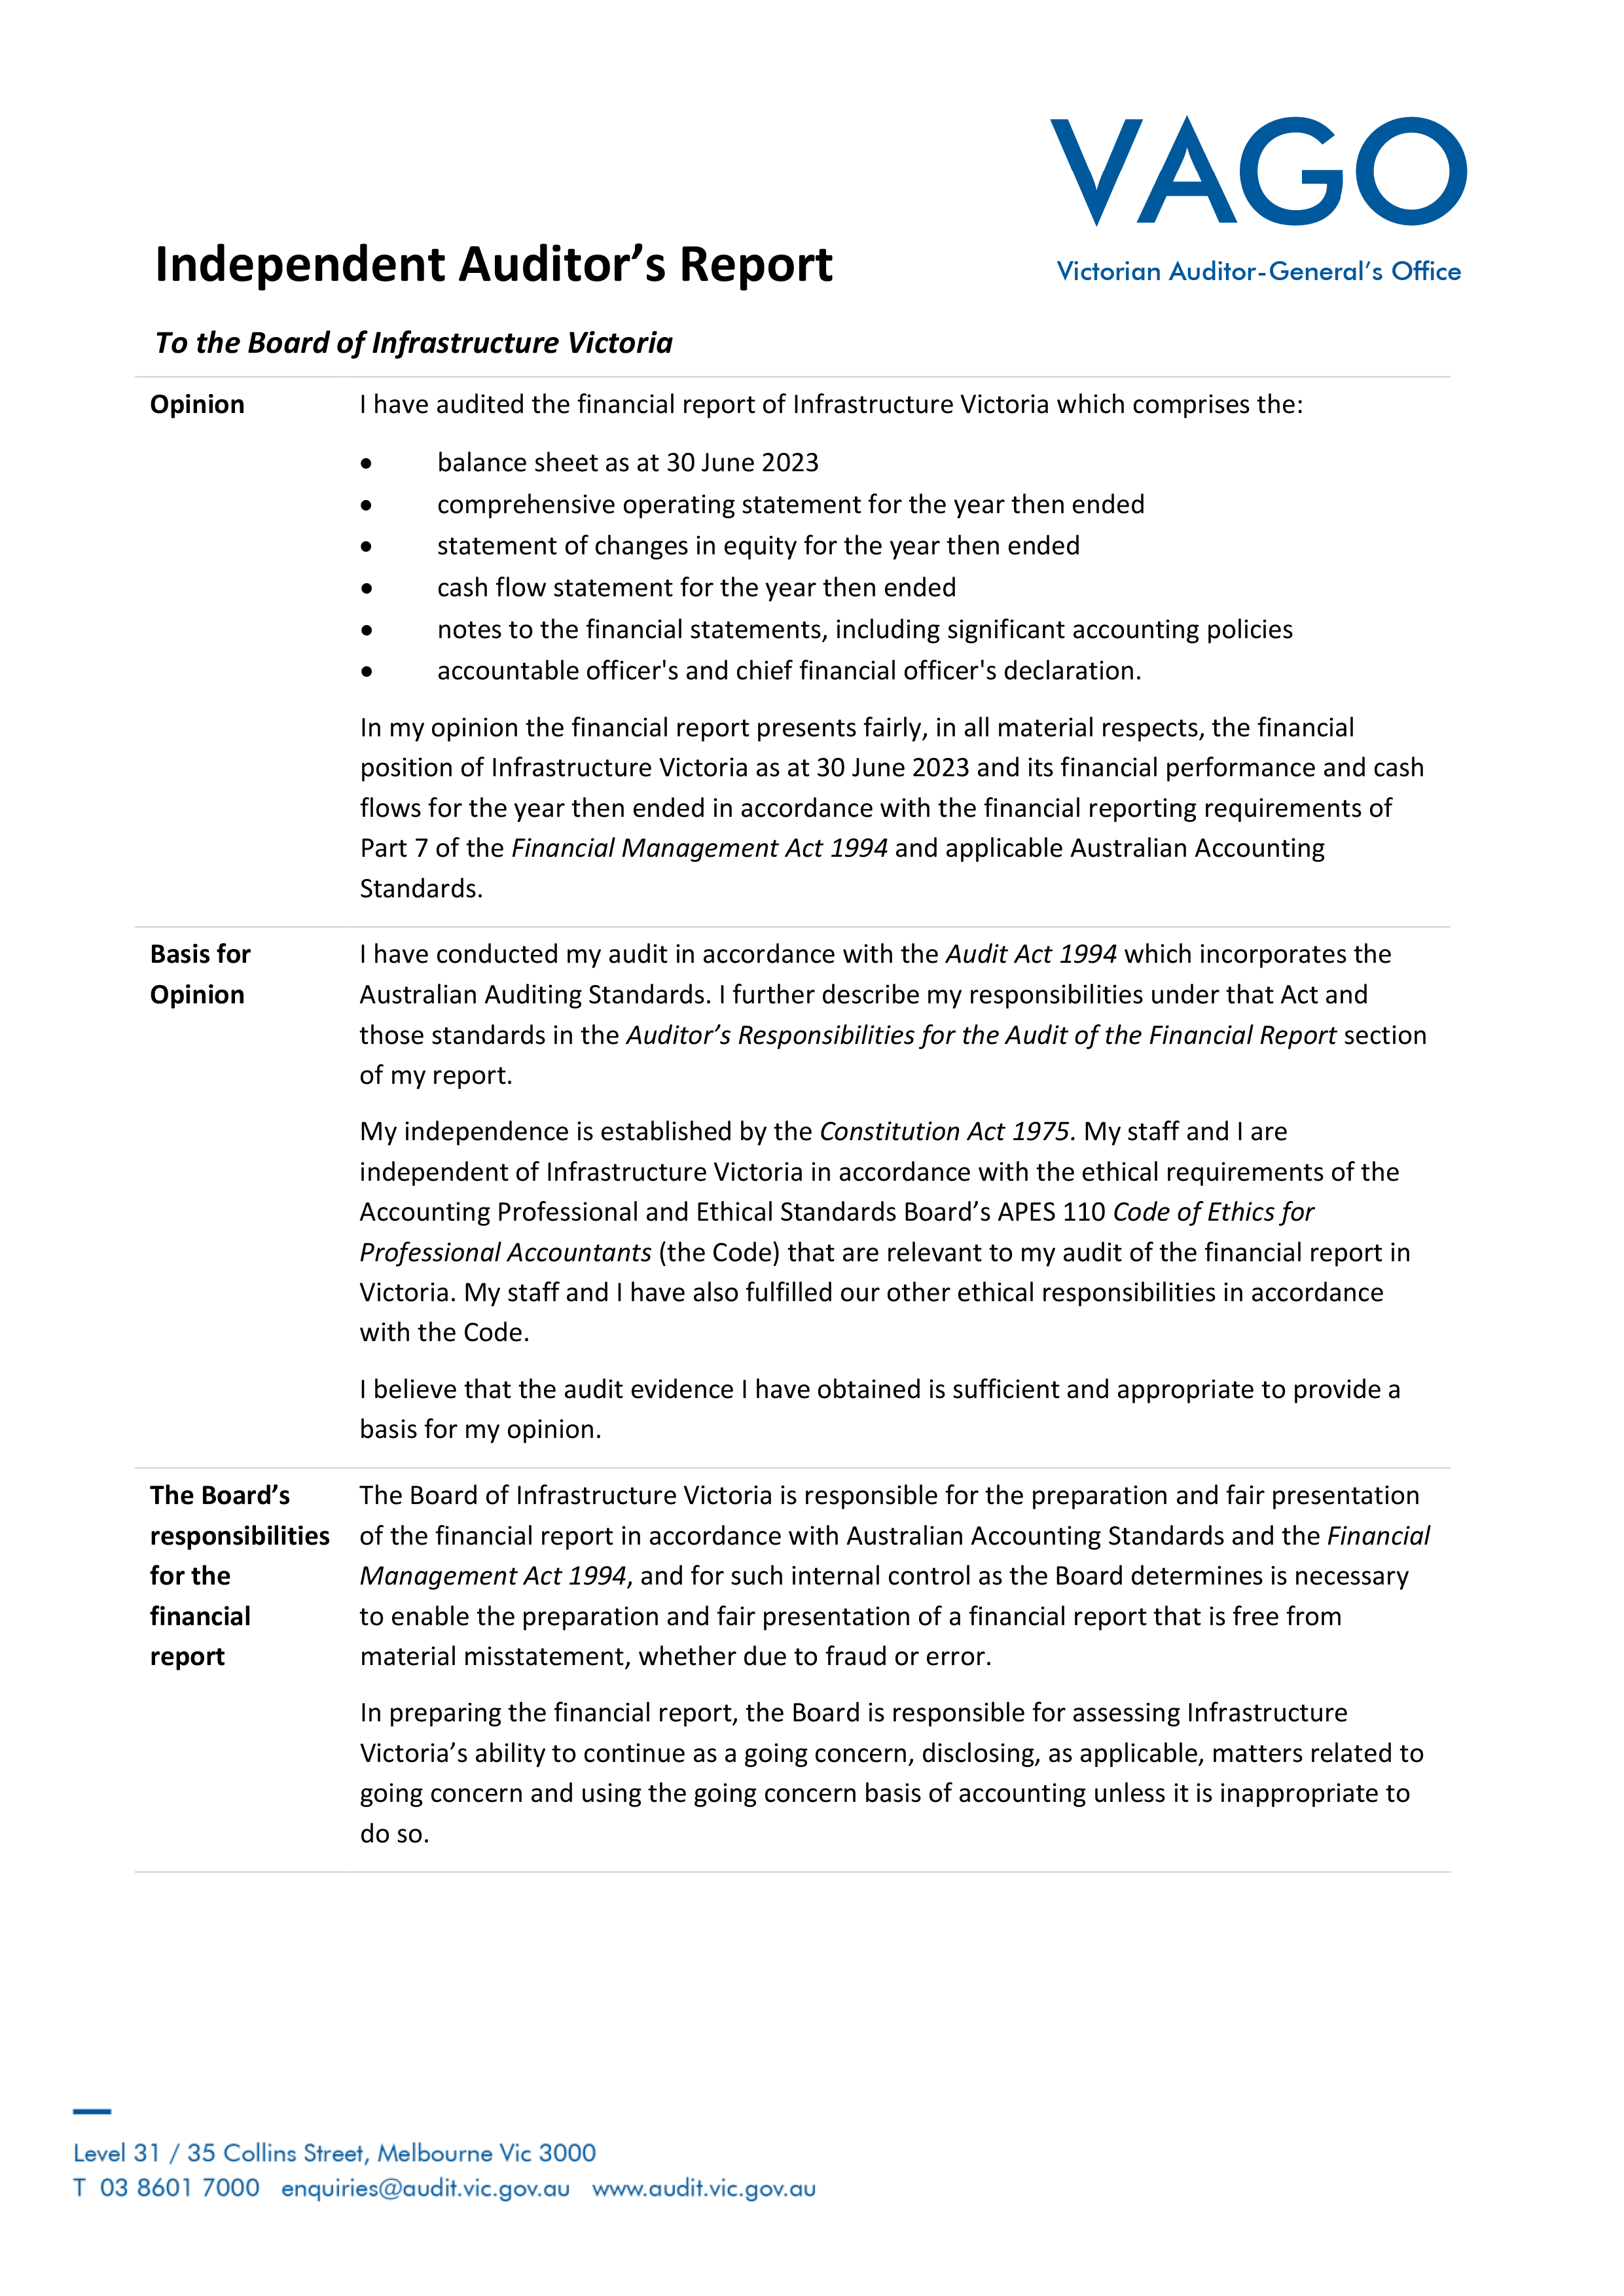 VAGO
Victorian Auditor-General’s Office
Independent Auditor’s Report
To the Board of Infrastructure Victoria
Opinion
I have audited the financial report of Infrastructure Victoria which comprises the:
• balance sheet as at 30 June 2023
• comprehensive operating statement for the year then ended
• statement of changes in equity for the year then ended
• cash flow statement for the year then ended
• notes to the financial statements, including significant accounting policies
• accountable officer's and chief financial officer's declaration.
In my opinion the financial report presents fairly, in all material respects, the financial
position of Infrastructure Victoria as at 30 June 2023 and its financial performance and cash
flows for the year then ended in accordance with the financial reporting requirements of
Part 7 of the Financial Management Act 1994 and applicable Australian Accounting
Standards.
Basis for
Opinion
I have conducted my audit in accordance with the Audit Act 1994 which incorporates the
Australian Auditing Standards. I further describe my responsibilities under that Act and
those standards in the Auditor’s Responsibilities for the Audit of the Financial Report section
of my report.
My independence is established by the Constitution Act 1975. My staff and I are
independent of Infrastructure Victoria in accordance with the ethical requirements of the
Accounting Professional and Ethical Standards Board’s APES 110 Code of Ethics for
Professional Accountants (the Code) that are relevant to my audit of the financial report in
Victoria. My staff and I have also fulfilled our other ethical responsibilities in accordance
with the Code.
I believe that the audit evidence I have obtained is sufficient and appropriate to provide a
basis for my opinion.
The Board’s
responsibilities
for the
financial
report
The Board of Infrastructure Victoria is responsible for the preparation and fair presentation
of the financial report in accordance with Australian Accounting Standards and the Financial
Management Act 1994, and for such internal control as the Board determines is necessary
to enable the preparation and fair presentation of a financial report that is free from
material misstatement, whether due to fraud or error.
In preparing the financial report, the Board is responsible for assessing Infrastructure
Victoria’s ability to continue as a going concern, disclosing, as applicable, matters related to
going concern and using the going concern basis of accounting unless it is inappropriate to
do so.
Level 31 / 35 Collins Street, Melbourne Vic 3000
T 03 8601 7000 enquiries@audit.vic.gov.au www.audit.vic.gov.au